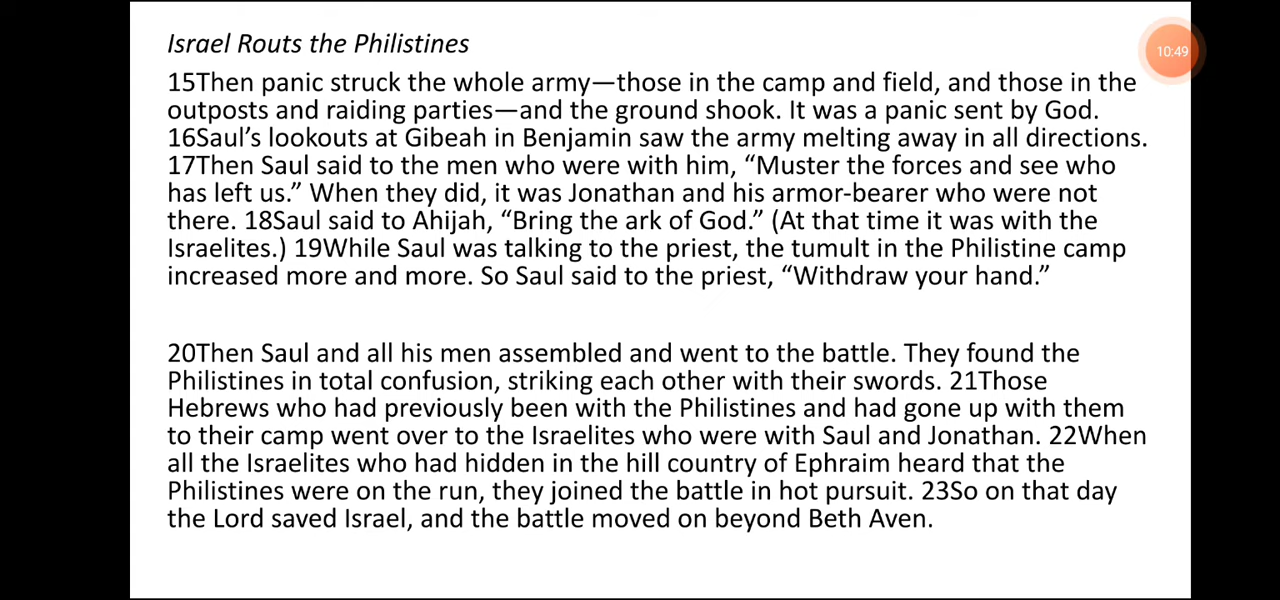 Israel Routs the Philistines
10:49
15Then panic struck the whole army—those in the camp and field, and those in the
outposts and raiding parties—and the ground shook. It was a panic sent by God.
16Saul’s lookouts at Gibeah in Benjamin saw the army melting away in all directions.
17Then Saul said to the men who were with him, “Muster the forces and see who
has left us.” When they did, it was Jonathan and his armor-bearer who were not
there. 18Saul said to Ahijah, “Bring the ark of God.” (At that time it was with the
Israelites.) 19While Saul was talking to the priest, the tumult in the Philistine camp
increased more and more. So Saul said to the priest, “Withdraw your hand.”
20Then Saul and all his men assembled and went to the battle. They found the
Philistines in total confusion, striking each other with their swords. 21Those
Hebrews who had previously been with the Philistines and had gone up with them
to their camp went over to the Israelites who were with Saul and Jonathan. 22When
all the Israelites who had hidden in the hill country of Ephraim heard that the
Philistines were on the run, they joined the battle in hot pursuit. 23So on that day
the Lord saved Israel, and the battle moved on beyond Beth Aven.